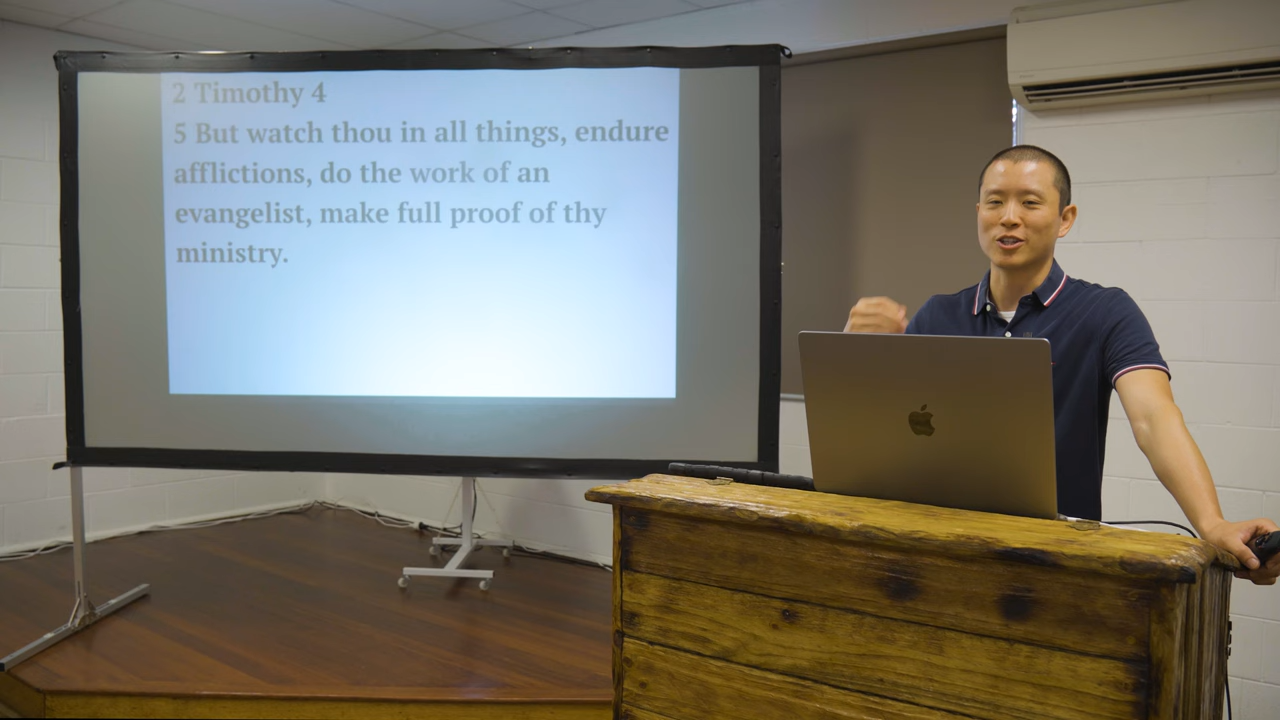 2 Timothy 4
5 But watch thou in all things, endure
afflictions, do the work of an
evangelist, make full proof of thy
ministry.